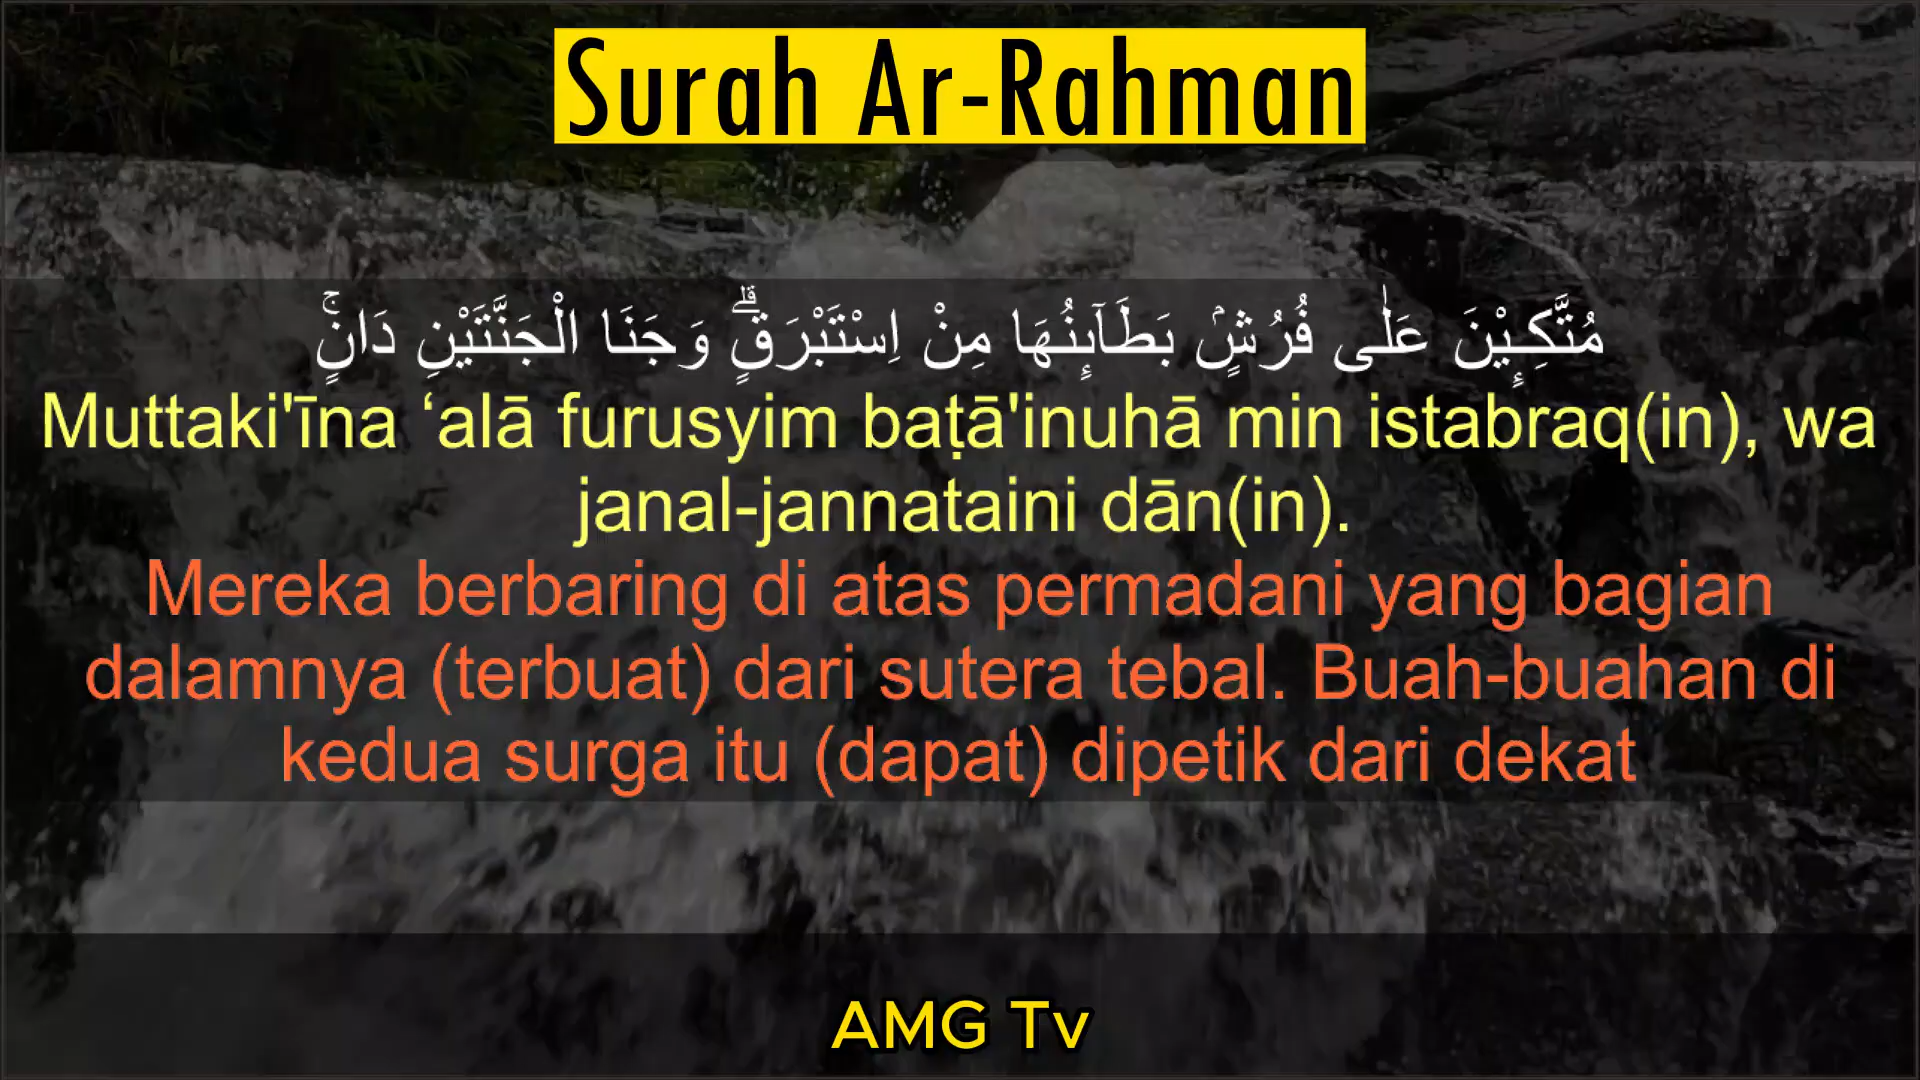 Surah Ar-Rahman
مُتَّكِـِٕيْنَ عَلٰى فُرُشٍۢ بَطَاۤىِٕنُهَا مِنْ اِسْتَبْرَقٍۗ وَجَنَا الْجَنَّتَيْنِ دَانٍۚ
Muttaki'īna ‘alā furusyim baṭā'inuhā min istabraq(in), wa
janal-jannataini dān(in).
Mereka berbaring di atas permadani yang bagian
dalamnya (terbuat) dari sutera tebal. Buah-buahan di
kedua surga itu (dapat) dipetik dari dekat
AMG Tv